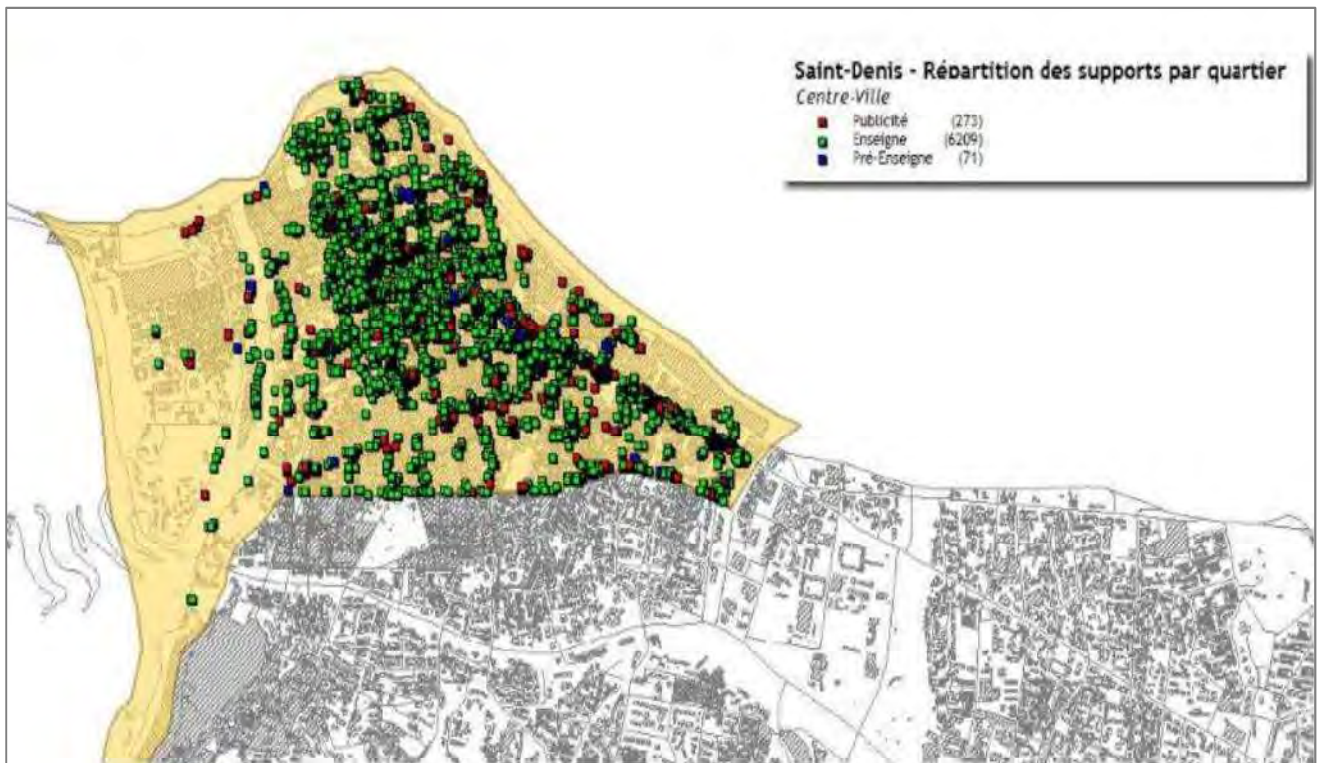 Saint-Denis - Répartition des supports par quartier
Centre-Ville
Publicité (273)
Enseigne (6209)
Pré-Enseigne (71)